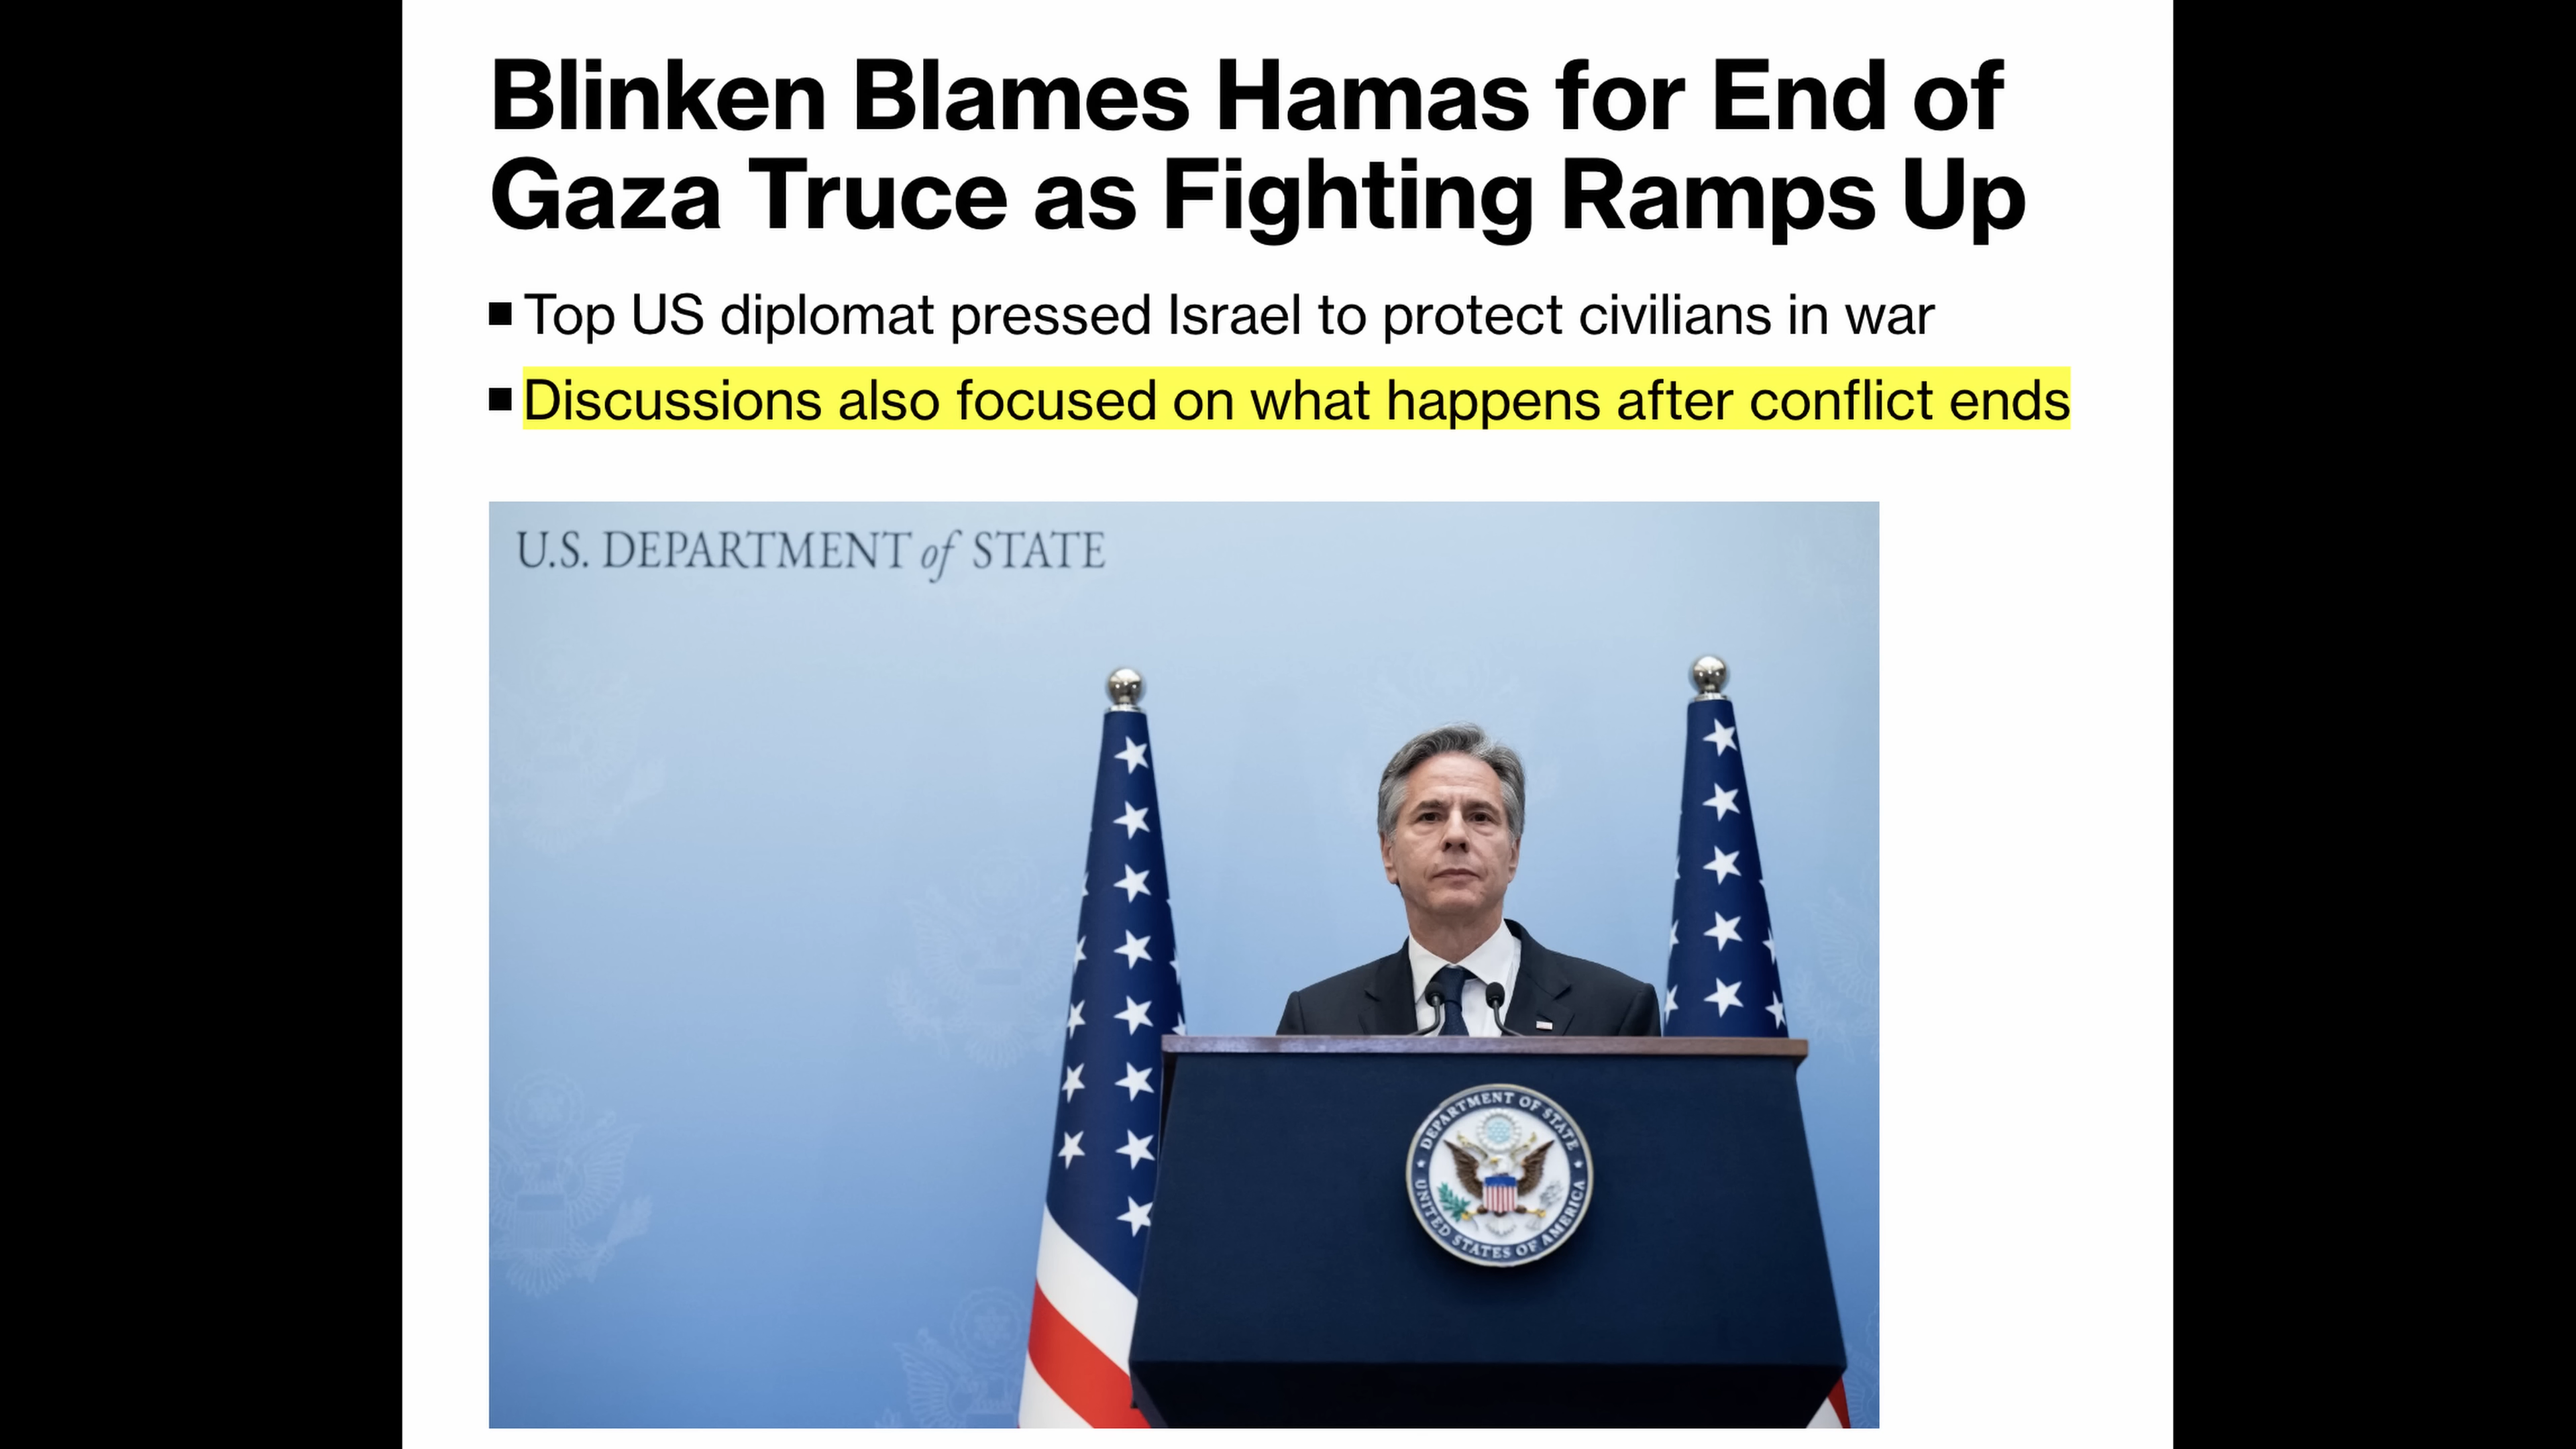 Blinken Blames Hamas for End of
Gaza Truce as Fighting Ramps Up
Top US diplomat pressed Israel to protect civilians in war
Discussions also focused on what happens after conflict ends
U.S. DEPARTMENT of STATE
DEPARTMENT OF STATE
UNITED STATES OF AMERICA